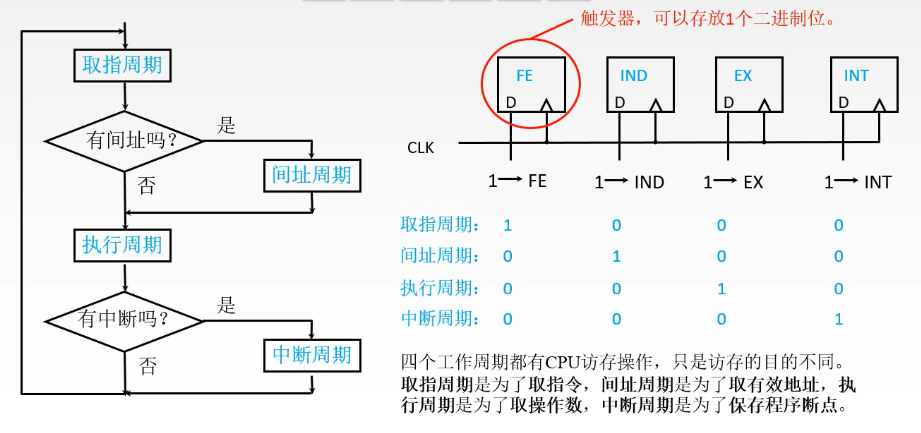 触发器，可以存放1个二进制位。
取指周期
有间址吗？
是
间址周期
否
执行周期
有中断吗？
是
中断周期
否
FE
IND
EX
INT
D
D
D
D
CLK
1→ FE
1→ IND
1→ EX
1→ INT
取指周期： 1 0 0 0
间址周期： 0 1 0 0
执行周期： 0 0 1 0
中断周期： 0 0 0 1
四个工作周期都有CPU访存操作，只是访存的目的不同。
取指周期是为了取指令，间址周期是为了取有效地址，执
行周期是为了取操作数，中断周期是为了保存程序断点。